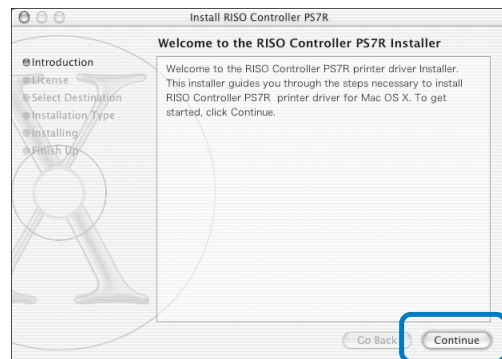 Install RISO Controller PS7R
Welcome to the RISO Controller PS7R Installer
Introduction
License
Select Destination
Installation Type
Installing
Finish Up
Welcome to the RISO Controller PS7R printer driver Installer.
This installer guides you through the steps necessary to install
RISO Controller PS7R printer driver for Mac OS X. To get
started, click Continue.
Go Back
Continue